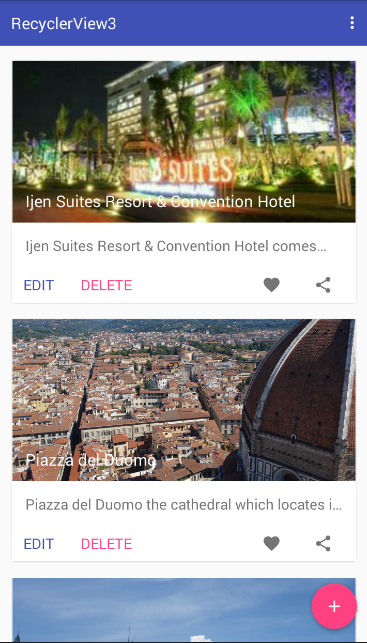 RecyclerView3
SUITES
Ijen Suites Resort & Convention Hotel
Ijen Suites Resort & Convention Hotel comes...
EDIT DELETE
Piazza del Duomo
Piazza del Duomo the cathedral which locates i...
EDIT DELETE
+